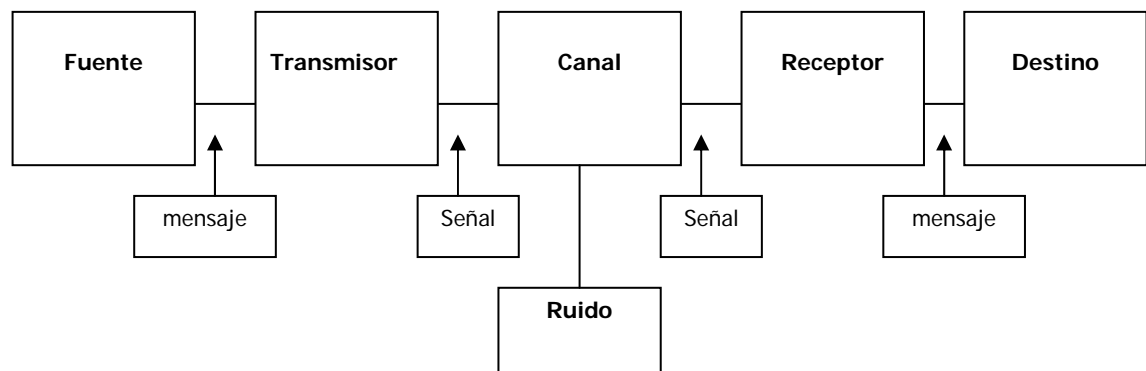 Fuente
Transmisor
Canal
Receptor
Destino
mensaje
Señal
Señal
mensaje
Ruido